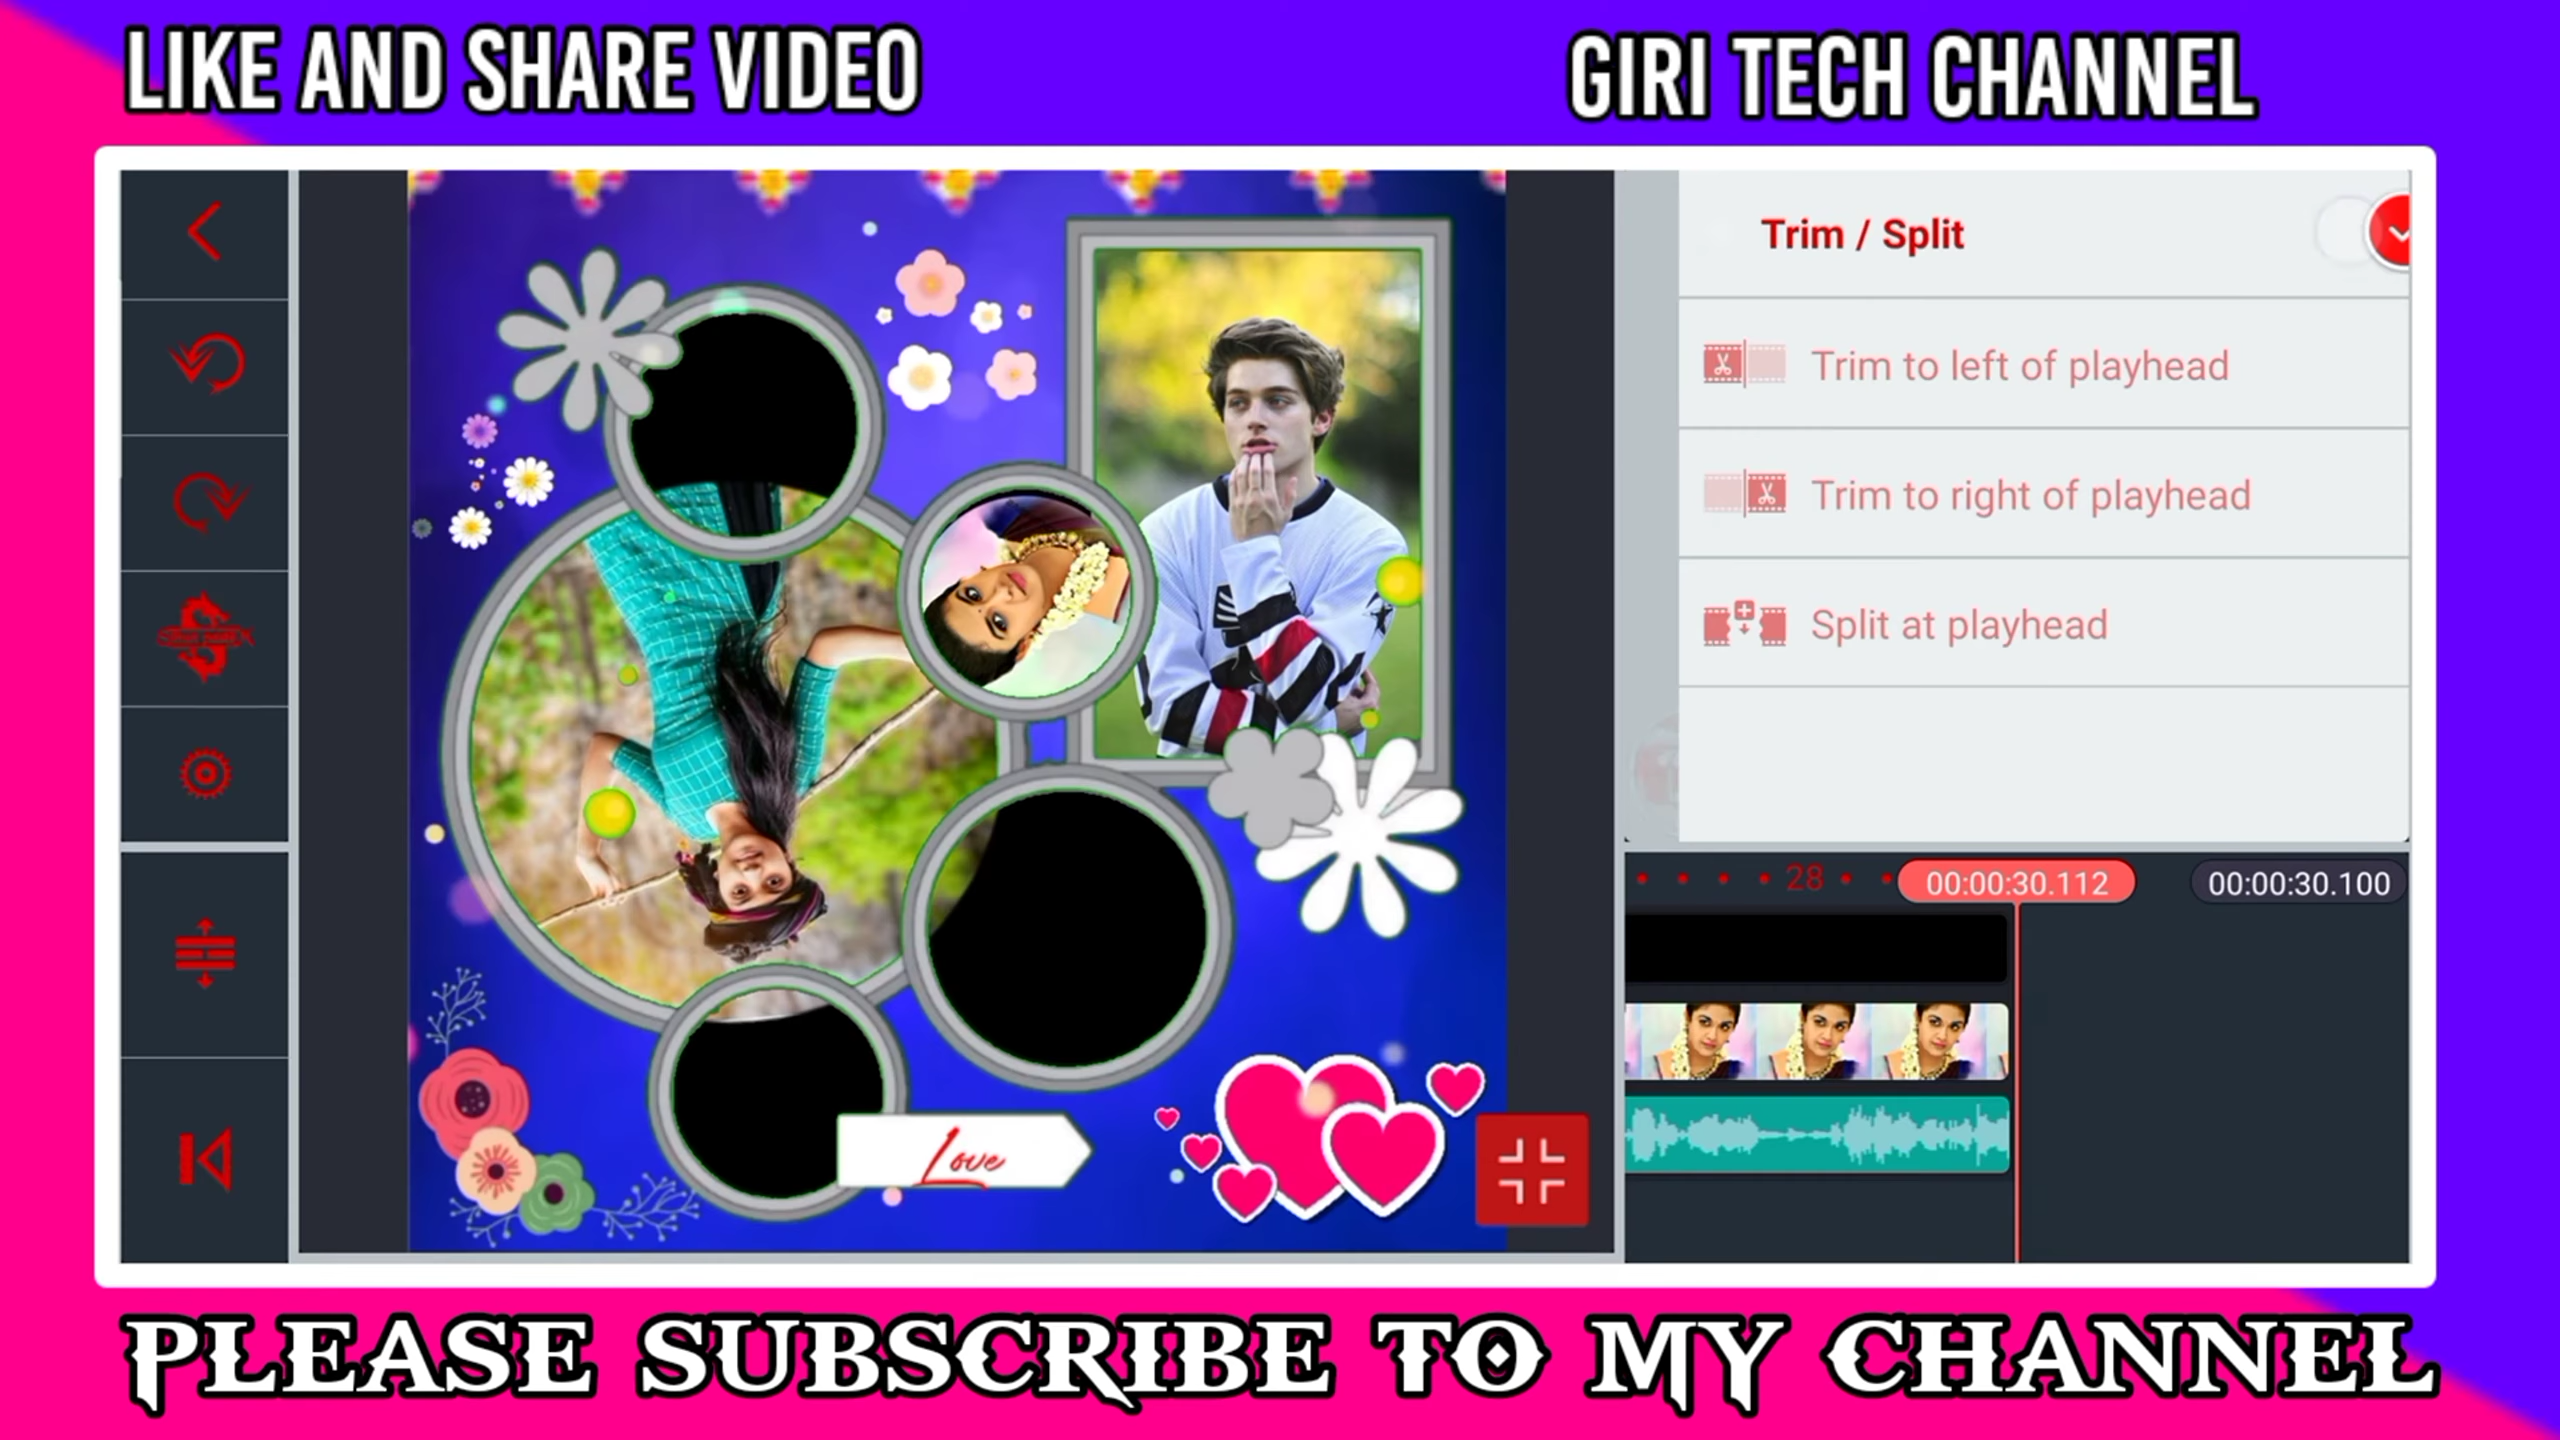 LIKE AND SHARE VIDEO
GIRI TECH CHANNEL
Trim / Split
Trim to left of playhead
Trim to right of playhead
Split at playhead
28
00:00:30.112
00:00:30.100
Love
PLEASE SUBSCRIBE TO MY CHANNEL